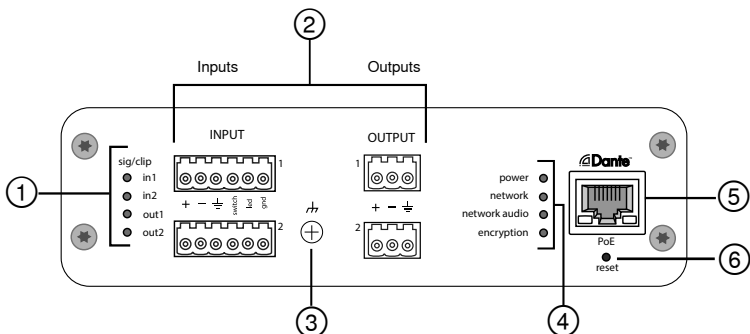 2
Inputs
Outputs
INPUT
OUTPUT
sig/clip
in1
in2
out1
out2
1
1
1
+ − switch led gnd
+ −
2
2
power
network
network audio
encryption
Dante
PoE
reset
3
4
5
6